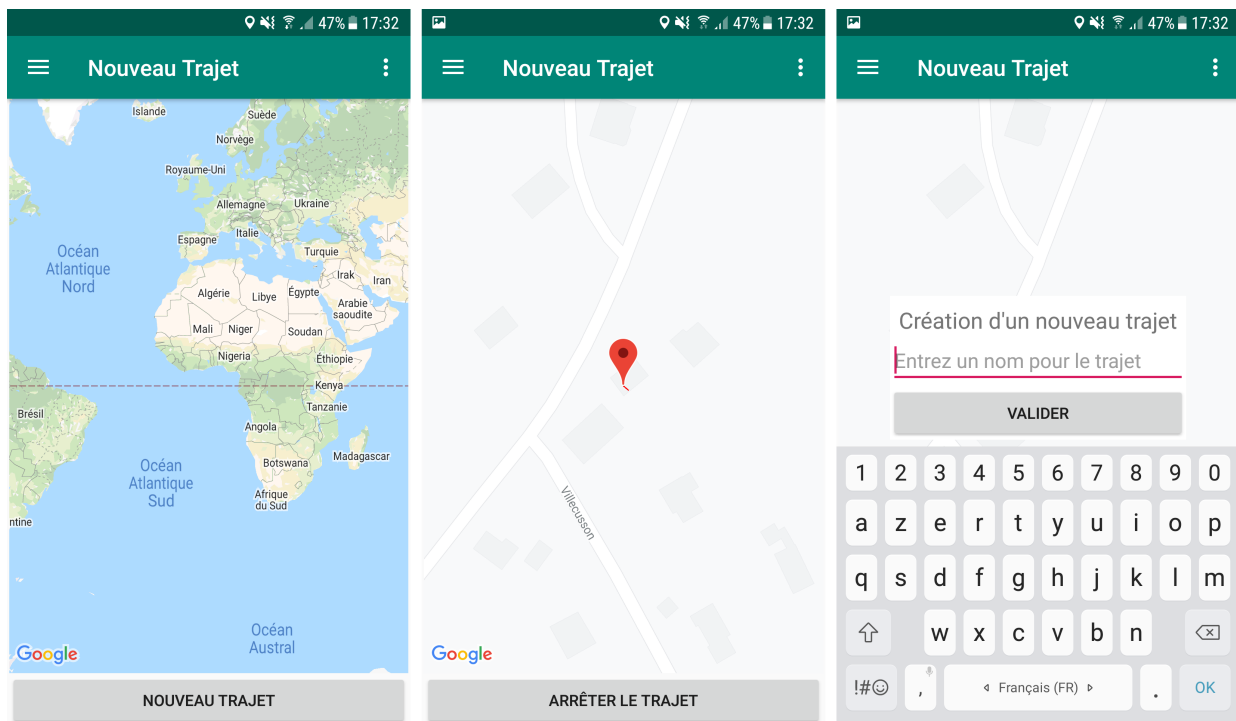 47% 17:32
Nouveau Trajet
Islande
Suède
Norvège
Royaume-Uni
Allemagne
Ukraine
Espagne
Italie
Turquie
Océan
Atlantique
Nord
Irak
Iran
Algérie
Libye
Égypte
Arabie
saoudite
Mali
Niger
Soudan
Nigeria
Éthiopie
Kenya
Tanzanie
Brésil
Angola
Océan
Atlantique
Sud
Botswana
Madagascar
Afrique
du Sud
ntine
Océan
Austral
Google
NOUVEAU TRAJET
47% 17:32
Nouveau Trajet
Villecusson
Google
ARRÊTER LE TRAJET
47% 17:32
Nouveau Trajet
Création d'un nouveau trajet
Entrez un nom pour le trajet
VALIDER
1 2 3 4 5 6 7 8 9 0
a z e r t y u i o p
q s d f g h j k l m
w x c v b n
!#☺ , Français (FR) . OK